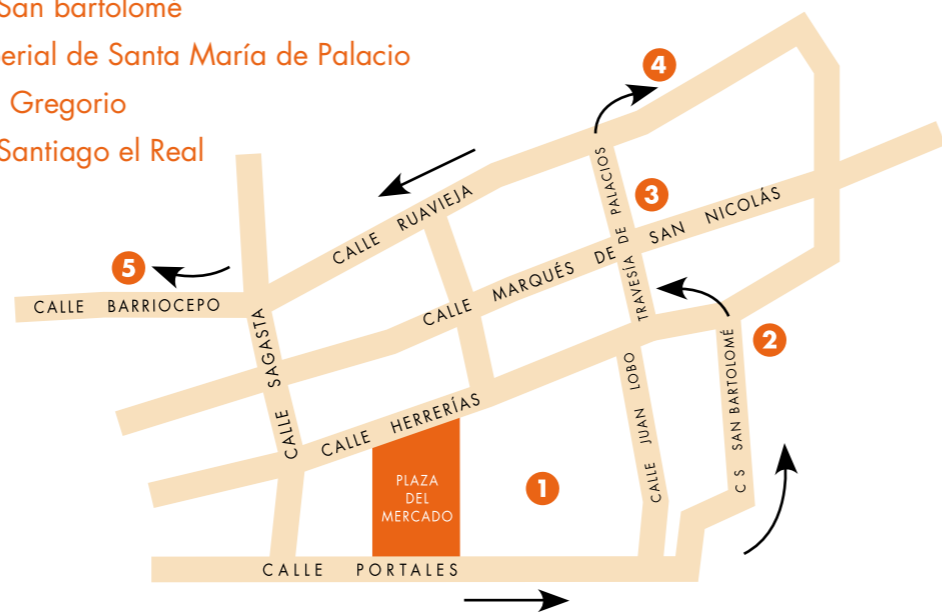 San bartolomé
erial de Santa María de Palacio
Gregorio
Santiago el Real
4
CALLE RUAVIEJA
TRAVESÍA DE PALACIOS
3
CALLE MARQUÉS DE SAN NICOLÁS
5
CALLE BARRIOCEPO
CALLE SAGASTA
2
CALLE HERRERÍAS
CALLE JUAN LOBO
C S SAN BARTOLOMÉ
PLAZA
DEL
MERCADO
1
CALLE PORTALES